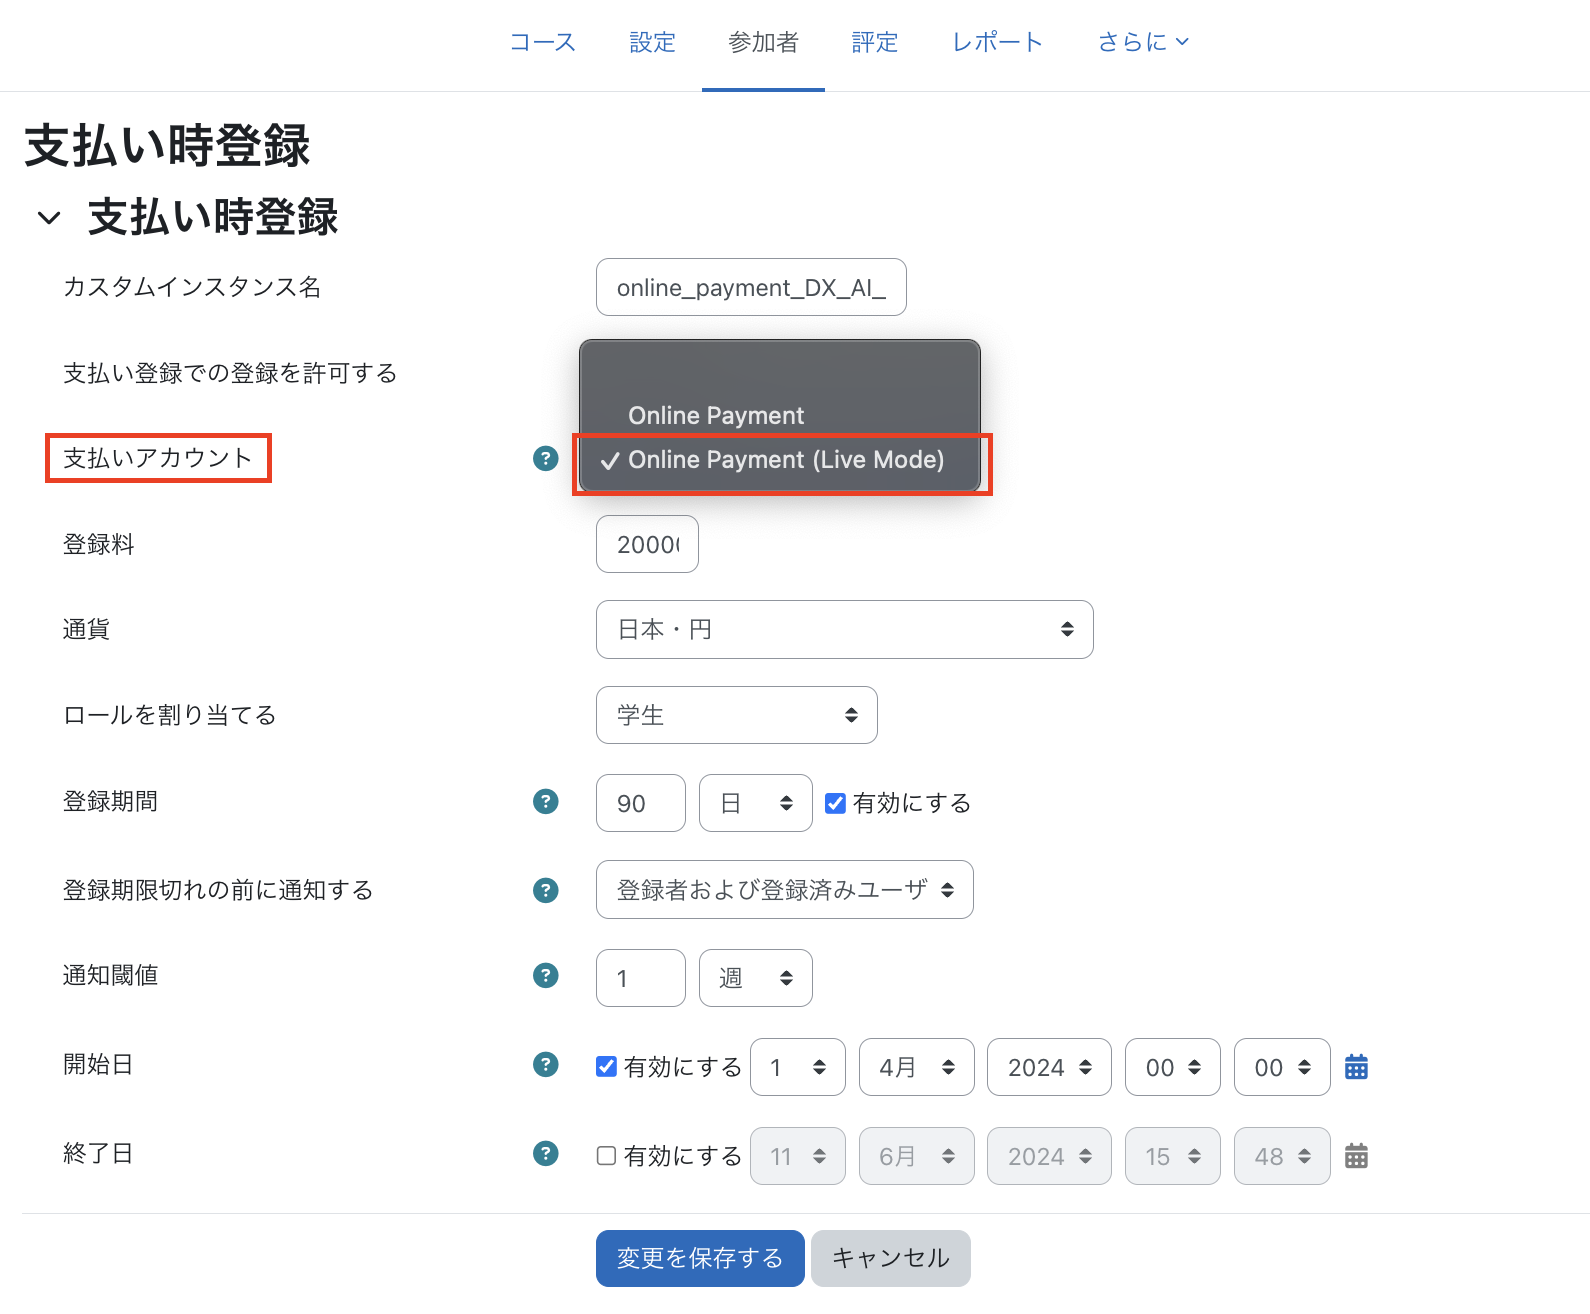 コース 設定 参加者 評定 レポート さらに
支払い時登録
支払い時登録
カスタムインスタンス名 online_payment_DX_AI_
支払い登録での登録を許可する
Online Payment
支払いアカウント ? ✓ Online Payment (Live Mode)
登録料 20000
通貨 日本・円
ロールを割り当てる 学生
登録期間 ? 90 日 有効にする
登録期限切れの前に通知する ? 登録者および登録済みユーザ
通知閾値 ? 1 週
開始日 ? 有効にする 1 4月 2024 00 00
終了日 ? 有効にする 11 6月 2024 15 48
変更を保存する キャンセル